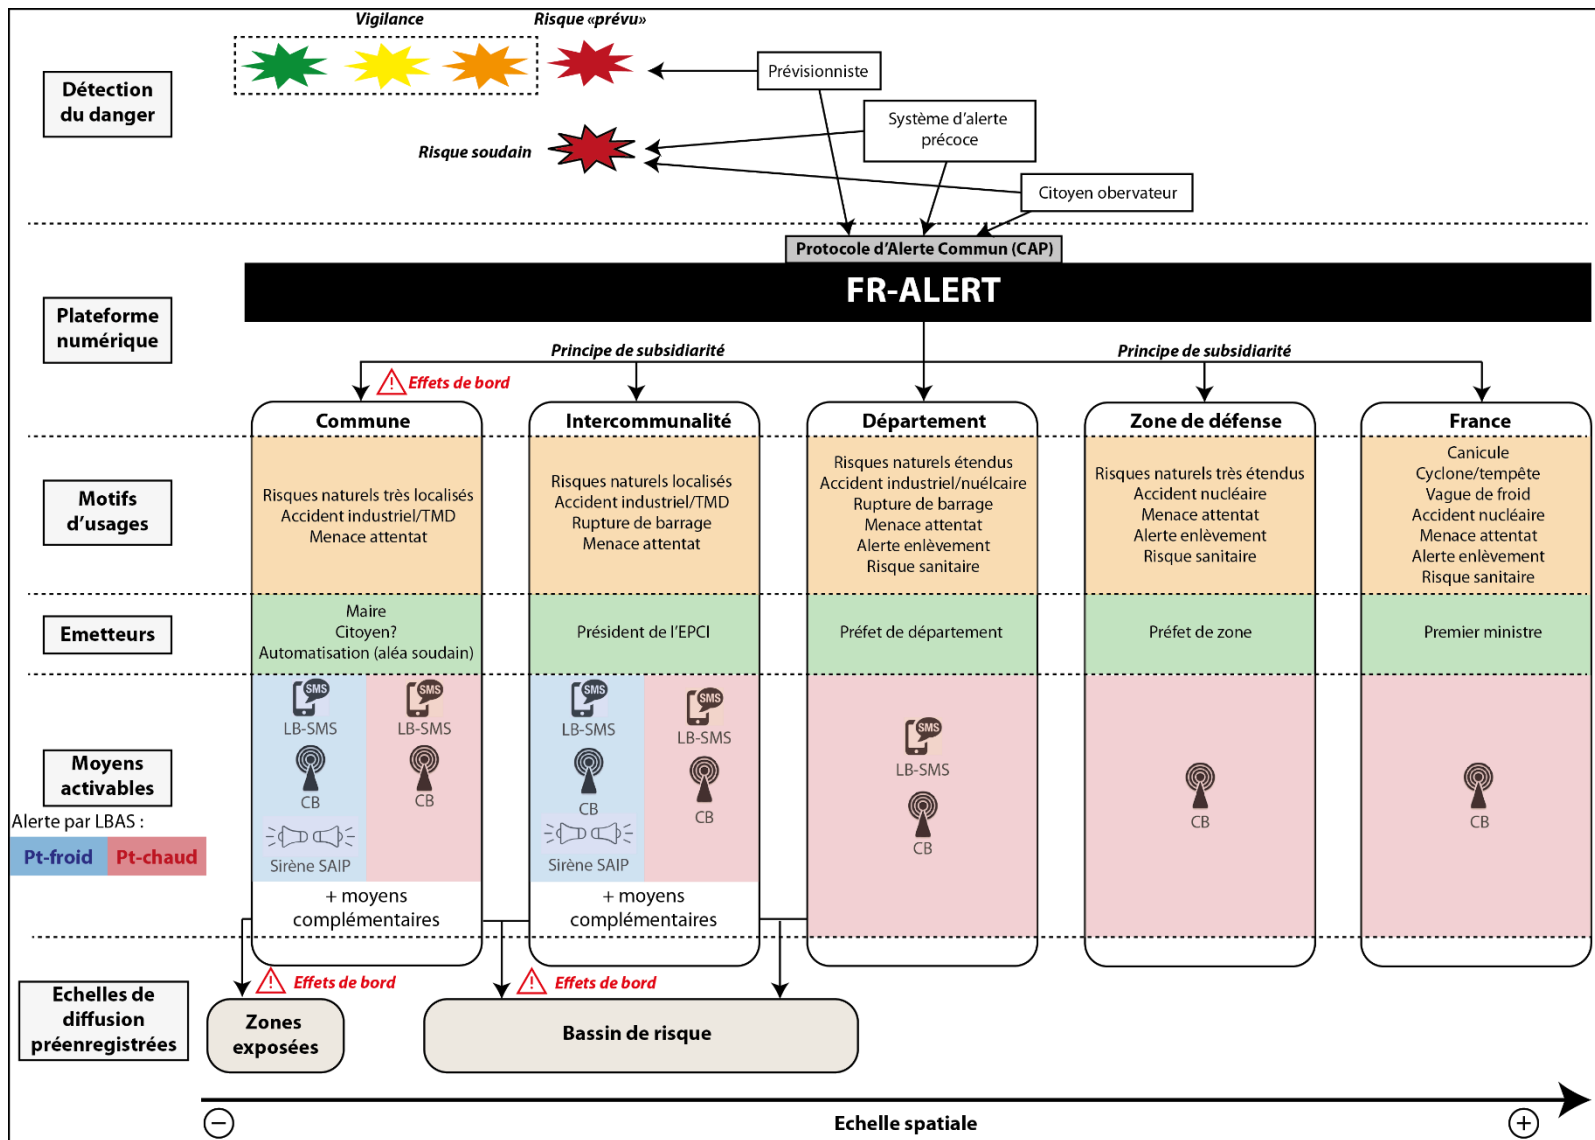 Vigilance
Risque «prévu»
Détection
du danger
Prévisionniste
Système d'alerte
précoce
Risque soudain
Citoyen obervateur
Protocole d'Alerte Commun (CAP)
FR-ALERT
Plateforme
numérique
Principe de subsidiarité
Principe de subsidiarité
Effets de bord
Commune
Intercommunalité
Département
Zone de défense
France
Motifs
d'usages
Risques naturels très localisés
Accident industriel/TMD
Menace attentat
Risques naturels localisés
Accident industriel/TMD
Rupture de barrage
Menace attentat
Risques naturels étendus
Accident industriel/nuélcaire
Rupture de barrage
Menace attentat
Alerte enlèvement
Risque sanitaire
Risques naturels très étendus
Accident nucléaire
Menace attentat
Alerte enlèvement
Risque sanitaire
Canicule
Cyclone/tempête
Vague de froid
Accident nucléaire
Menace attentat
Alerte enlèvement
Risque sanitaire
Emetteurs
Maire
Citoyen?
Automatisation (aléa soudain)
Président de l'EPCI
Préfet de département
Préfet de zone
Premier ministre
Moyens
activables
Alerte par LBAS :
Pt-froid
Pt-chaud
SMS
LB-SMS
CB
Sirène SAIP
SMS
LB-SMS
CB
+ moyens
complémentaires
SMS
LB-SMS
CB
Sirène SAIP
SMS
LB-SMS
CB
+ moyens
complémentaires
SMS
LB-SMS
CB
CB
CB
Echelles de
diffusion
préenregistrées
Effets de bord
Effets de bord
Zones
exposées
Bassin de risque
−
Echelle spatiale
+